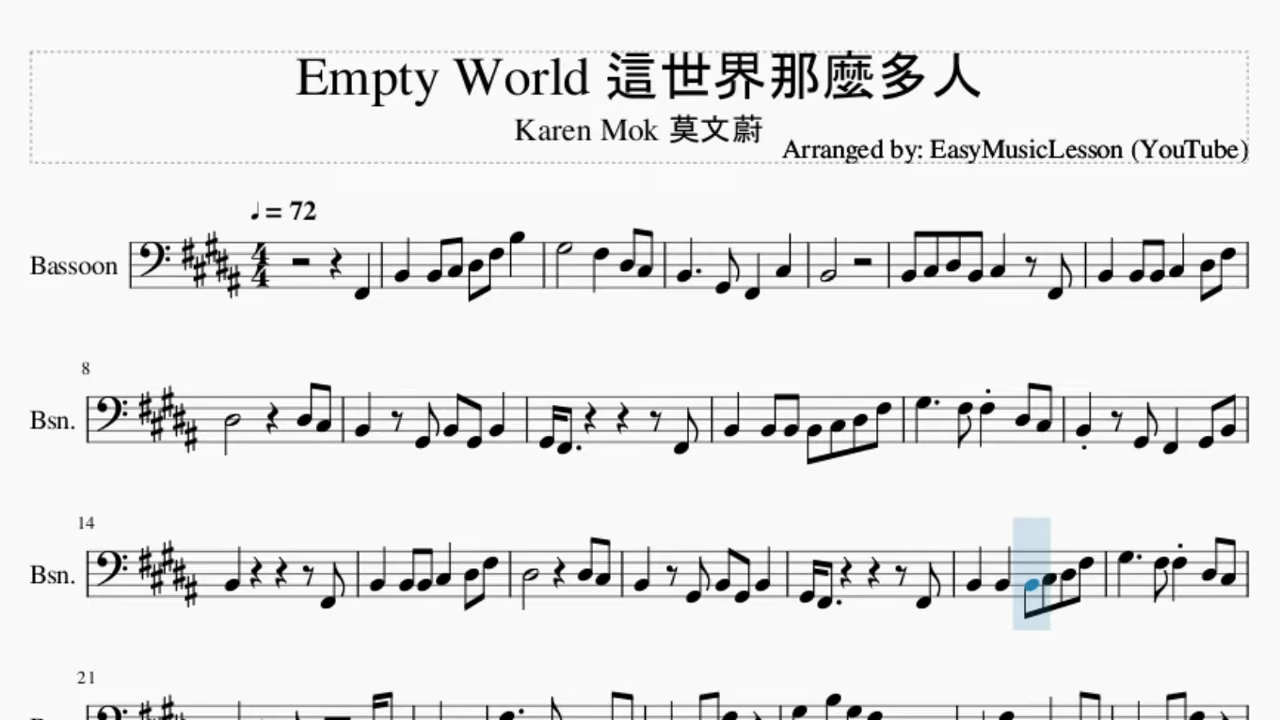 Empty World 這世界那麼多人
Karen Mok 莫文蔚
Arranged by: EasyMusicLesson (YouTube)
♩ = 72
Bassoon
4
4
8
Bsn.
14
Bsn.
21